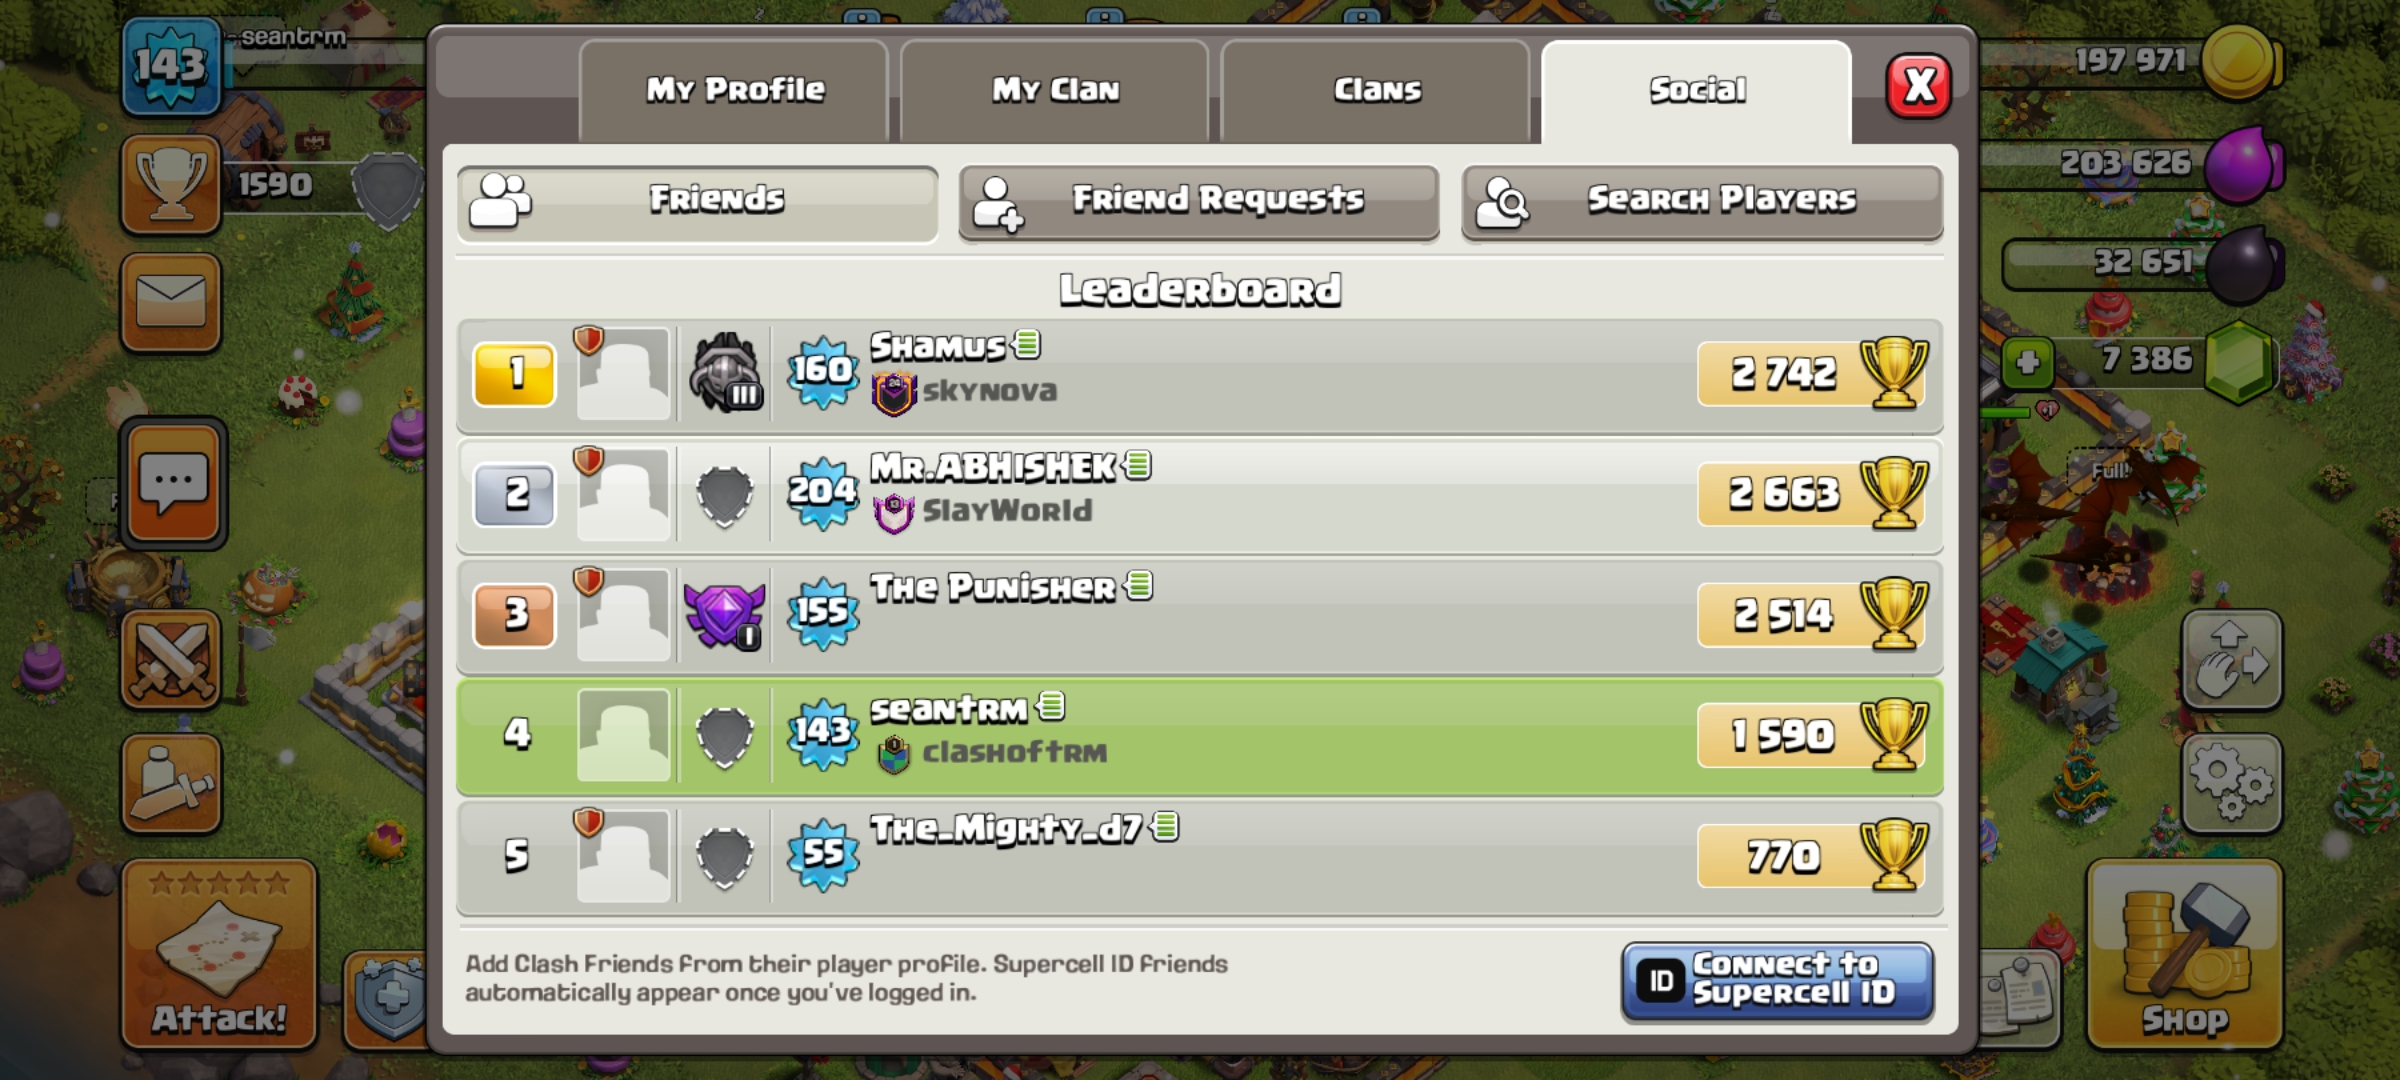 143
seantrm
1590
My Profile
My Clan
Clans
Social
X
197 971
203 626
32 651
7 386
Friends
Friend Requests
Search Players
Leaderboard
1
III
160
Shamus
24
skynova
2 742
2
204
Mr.ABHISHEK
13
SlayWorld
2 663
3
I
155
The Punisher
2 514
4
143
seantrm
1
clashoftrm
1 590
5
55
The_Mighty_d7
770
Full!
Add Clash Friends from their player profile. Supercell ID friends
automatically appear once you've logged in.
ID
Connect to
Supercell ID
Attack!
Shop